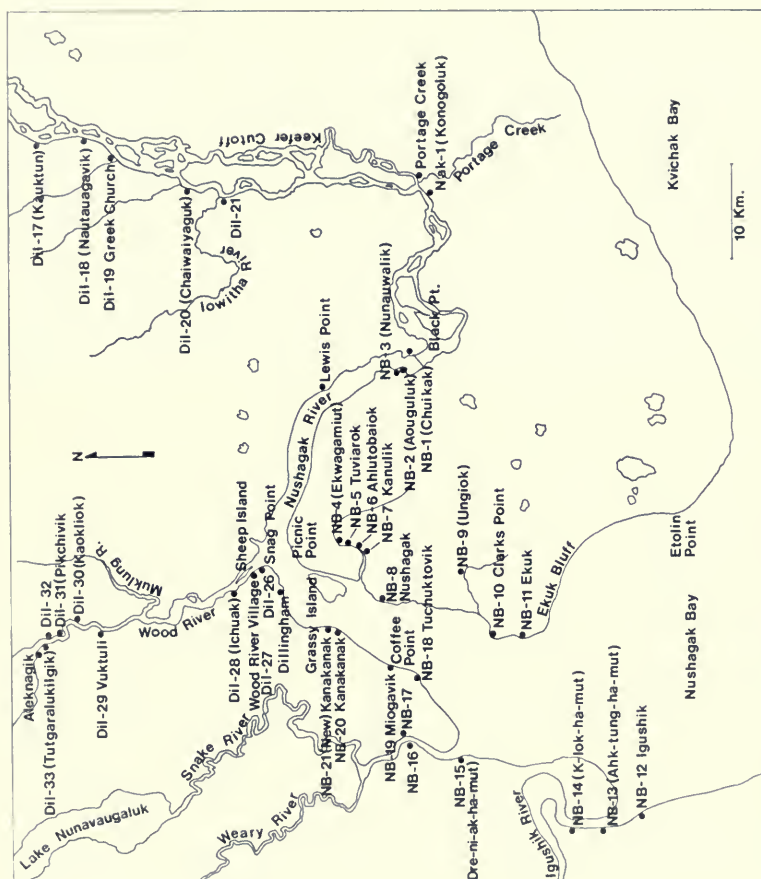 Aleknagik
Dil-33 (Tutgaralukilgik)
Dil-32
Dil-31 (Pikchivik)
Dil-30 (Kaokliok)
Dil-29 Vuktuli
Muklung R.
Wood River
Lake Nunavaugaluk
Snake River
Weary River
Dil-28 (Ichuak)
Sheep Island
Wood River Village
Dil-27
Dil-26
Snag Point
Dillingham
Grassy Island
Picnic
Point
NB-21 (New) Kanakanak
NB-20 Kanakanak
N
Nushagak River
Lewis Point
Dil-17 (Kauktun)
Dil-18 (Nautauagavik)
Dil-19 Greek Church
Dil-20 (Chaiwaiyaguk)
Dil-21
Iowitha River
Keefer Cutoff
Portage Creek
Nak-1 (Konogoluk)
Portage Creek
NB-3 (Nunauwalik)
Black Pt.
NB-2 (Aouguluk)
NB-1 (Chuikak)
NB-4 (Ekwagamiut)
NB-5 Tuviarok
NB-6 Ahlutobaiok
NB-7 Kanulik
NB-8
Nushagak
NB-9 (Ungiok)
NB-10 Clarks Point
NB-11 Ekuk
Ekuk Bluff
Etolin
Point
Coffee
Point
NB-18 Tuchuktovik
NB-19 Miogavik
NB-17
NB-16
NB-15
(Dre-ni-ak-ha-mut)
Igushik River
NB-14 (K-lok-ha-mut)
NB-13 (Ahk-tung-ha-mut)
NB-12 Igushik
Nushagak Bay
Kvichak Bay
10 Km.